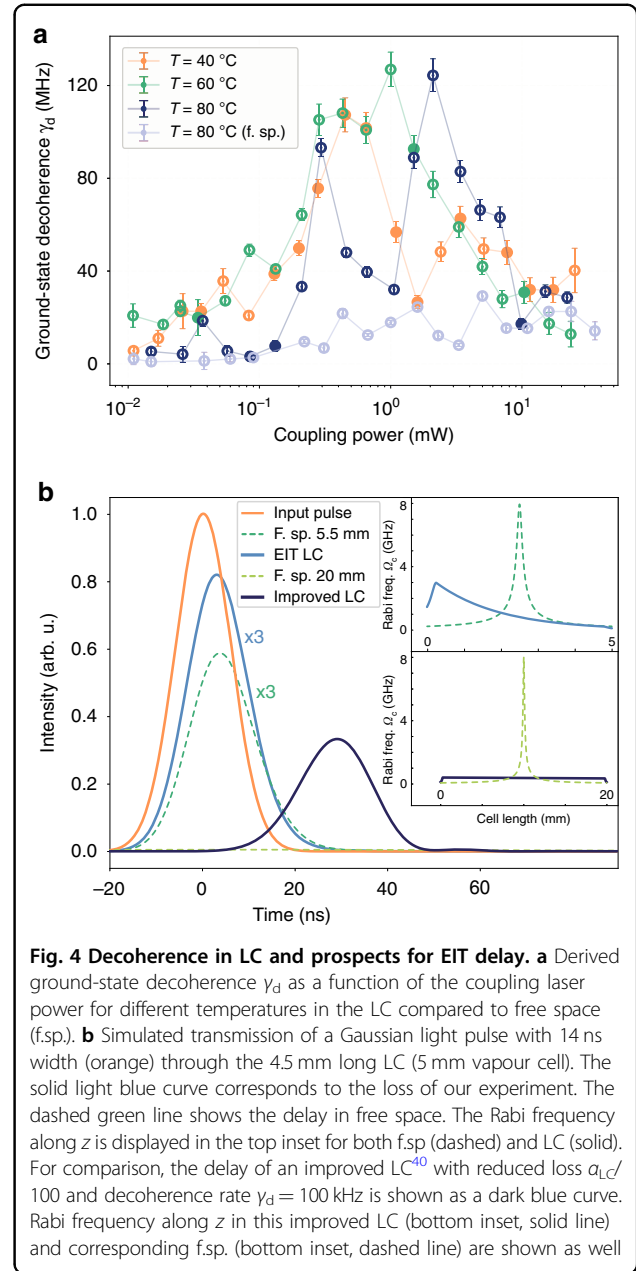 a
T = 40 °C
T = 60 °C
T = 80 °C
T = 80 °C (f. sp.)
Ground-state decoherence γd (MHz)
120
80
40
0
10⁻²
10⁻¹
10⁰
10¹
Coupling power (mW)
b
Input pulse
F. sp. 5.5 mm
EIT LC
F. sp. 20 mm
Improved LC
x3
x3
Intensity (arb. u.)
1.0
0.8
0.6
0.4
0.2
0.0
−20
0
20
40
60
Time (ns)
Rabi freq. Ωc (GHz)
8
4
0
0
5
Rabi freq. Ωc (GHz)
8
4
0
0
20
Cell length (mm)
Fig. 4 Decoherence in LC and prospects for EIT delay. a Derived
ground-state decoherence γd as a function of the coupling laser
power for different temperatures in the LC compared to free space
(f.sp.). b Simulated transmission of a Gaussian light pulse with 14 ns
width (orange) through the 4.5 mm long LC (5 mm vapour cell). The
solid light blue curve corresponds to the loss of our experiment. The
dashed green line shows the delay in free space. The Rabi frequency
along z is displayed in the top inset for both f.sp (dashed) and LC (solid).
For comparison, the delay of an improved LC⁴⁰ with reduced loss αLC/
100 and decoherence rate γd = 100 kHz is shown as a dark blue curve.
Rabi frequency along z in this improved LC (bottom inset, solid line)
and corresponding f.sp. (bottom inset, dashed line) are shown as well